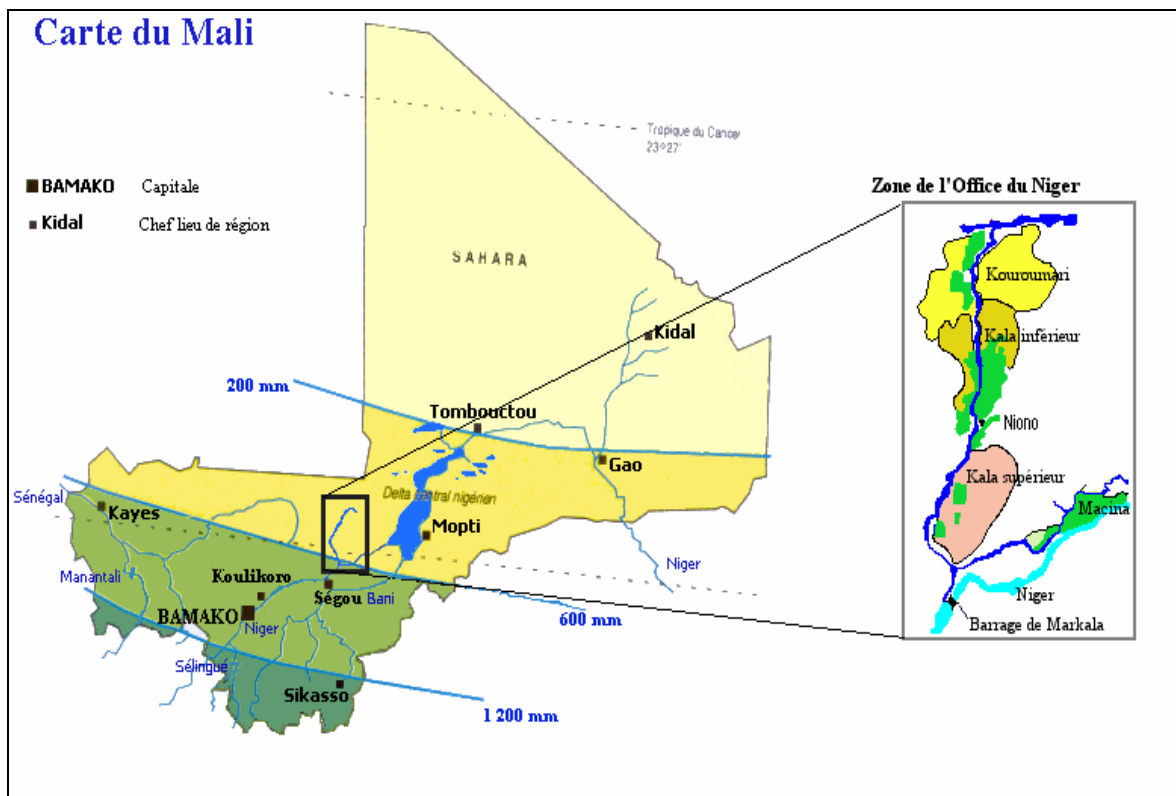 Carte du Mali
Tropique du Cancer
23°27'
BAMAKO Capitale
Kidal Chef lieu de région
Zone de l'Office du Niger
SAHARA
Kouroumari
Kidal
Kala inférieur
200 mm
Tombouctou
Niono
Gao
Kala supérieur
Sénégal
Delta central nigérien
Kayes
Macina
Mopti
Niger
Manantali
Koulikoro
Ségou
Bani
Niger
BAMAKO
600 mm
Niger
Barrage de Markala
Sélingué
Sikasso
1 200 mm